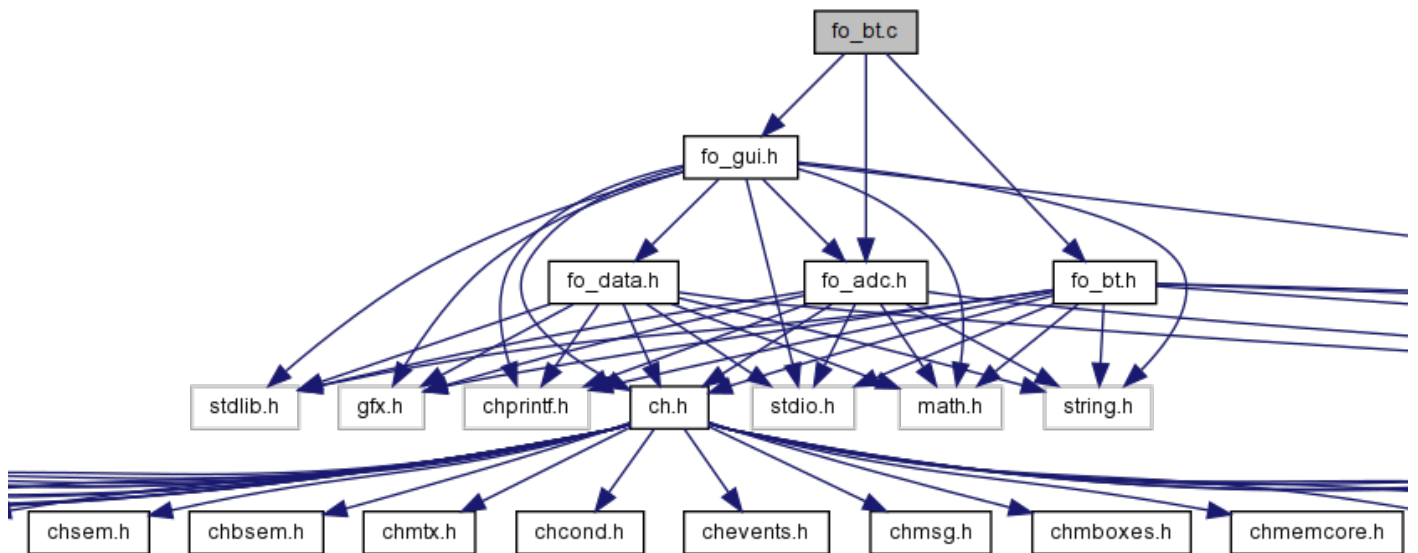 fo_bt.c
fo_gui.h
fo_data.h
fo_adc.h
fo_bt.h
stdlib.h
gfx.h
chprintf.h
ch.h
stdio.h
math.h
string.h
chsem.h
chbsem.h
chmtx.h
chcond.h
chevents.h
chmsg.h
chmboxes.h
chmemcore.h